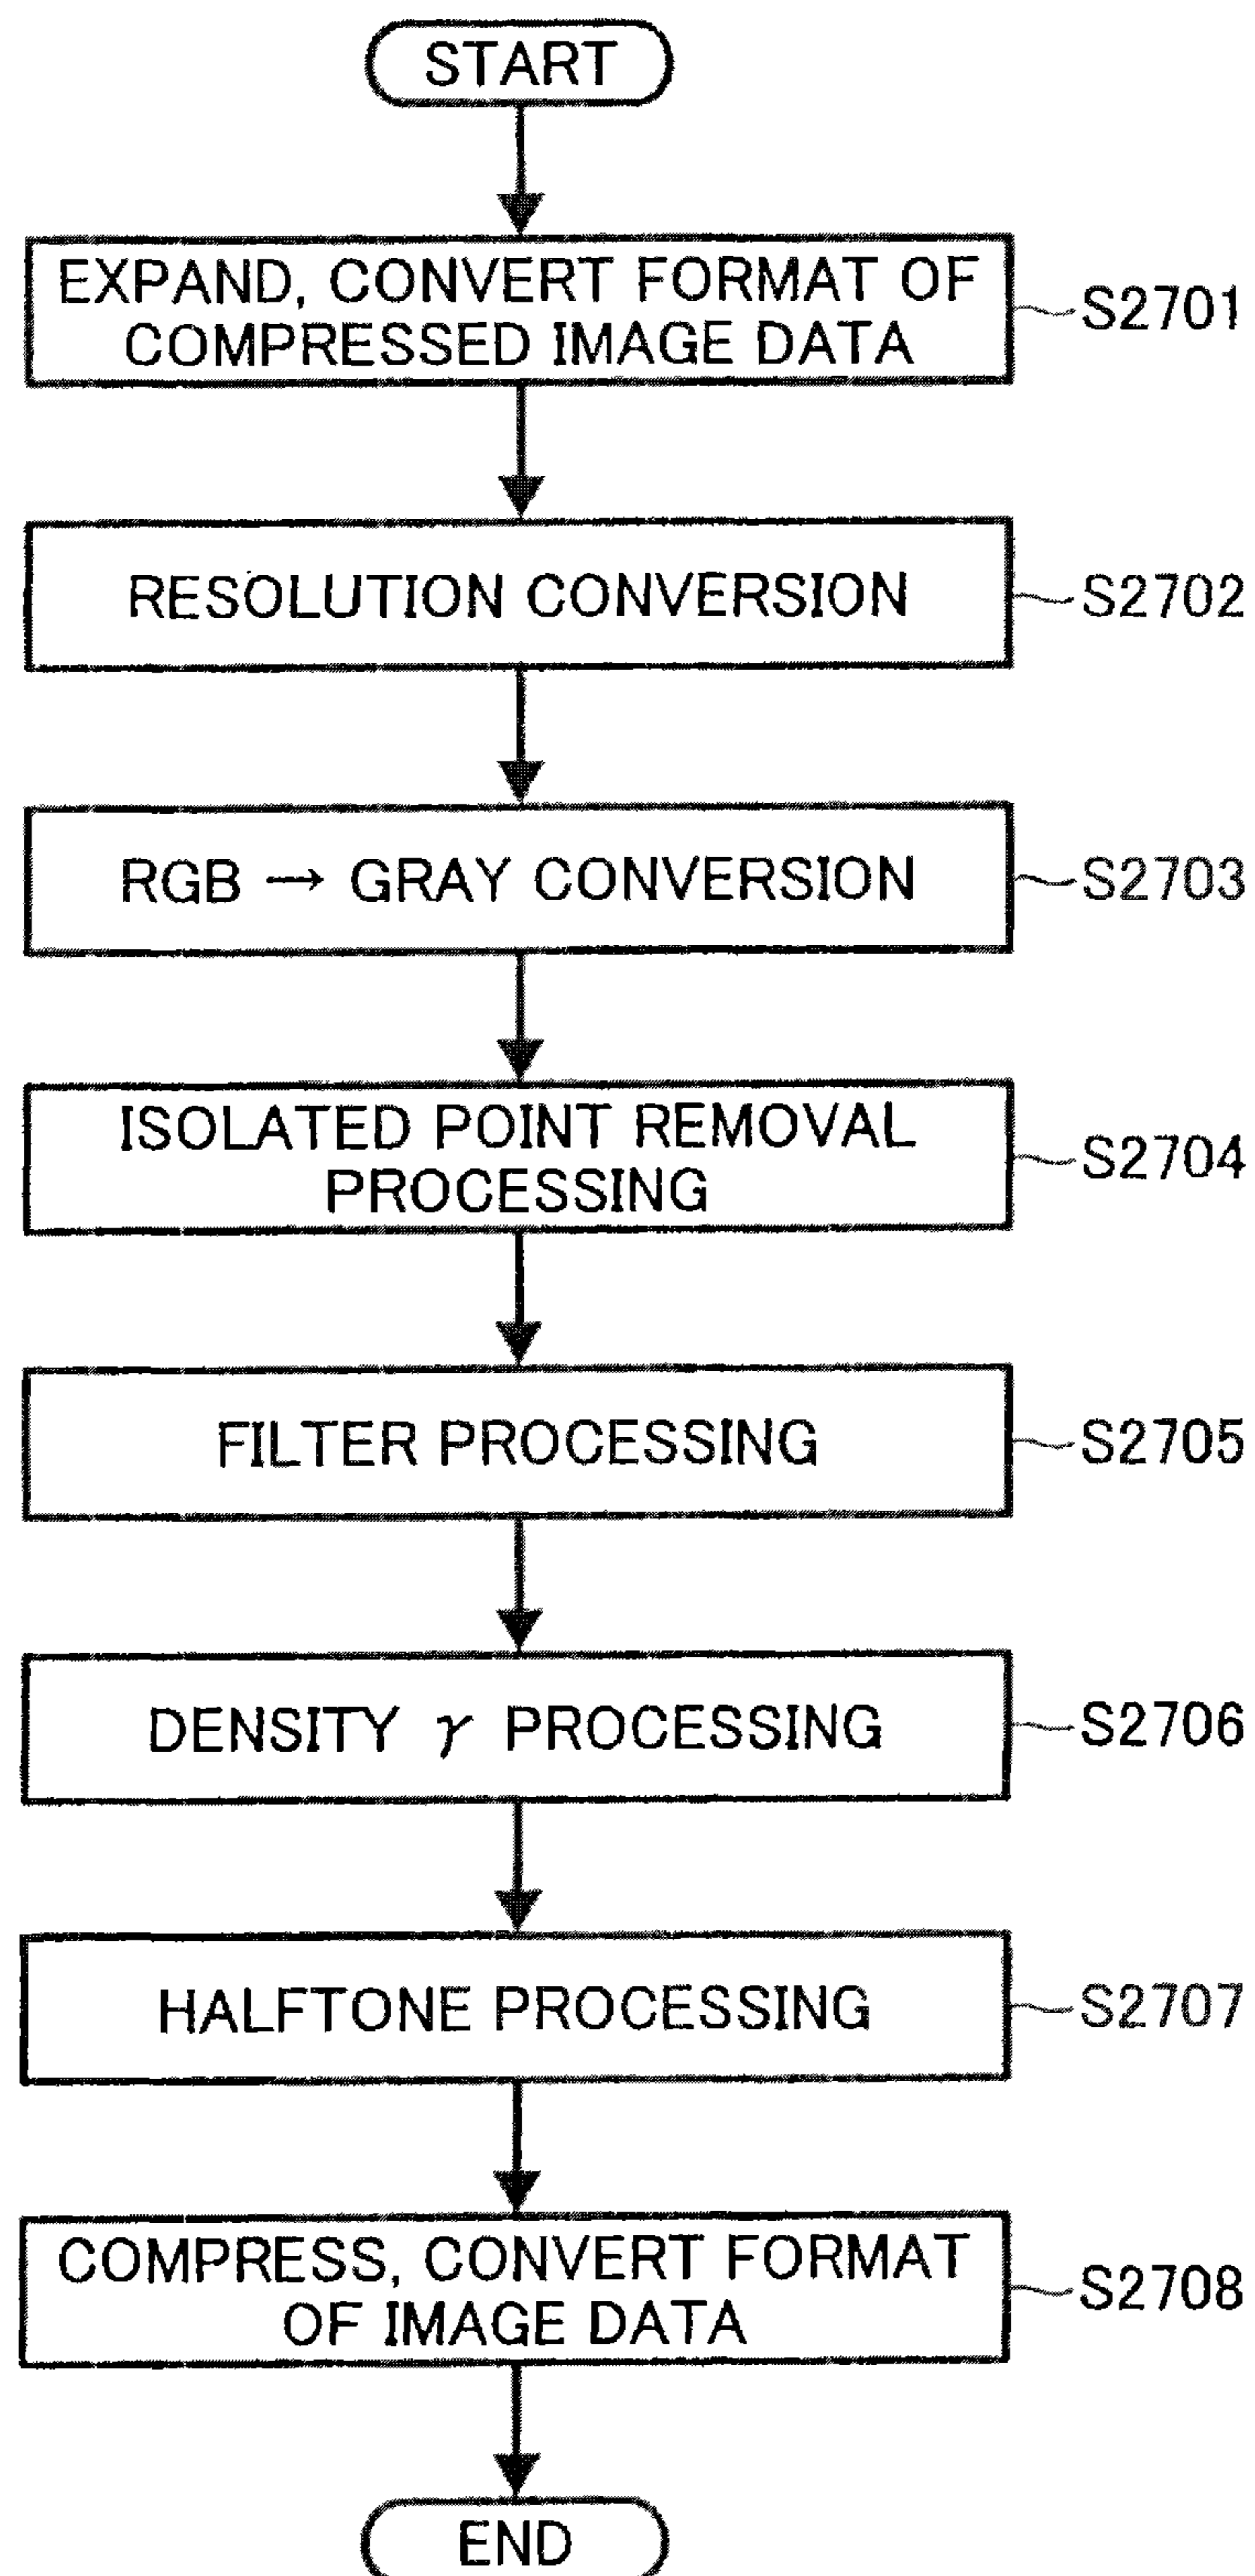 START
EXPAND, CONVERT FORMAT OF
COMPRESSED IMAGE DATA
S2701
RESOLUTION CONVERSION
S2702
RGB → GRAY CONVERSION
S2703
ISOLATED POINT REMOVAL
PROCESSING
S2704
FILTER PROCESSING
S2705
DENSITY γ PROCESSING
S2706
HALFTONE PROCESSING
S2707
COMPRESS, CONVERT FORMAT
OF IMAGE DATA
S2708
END